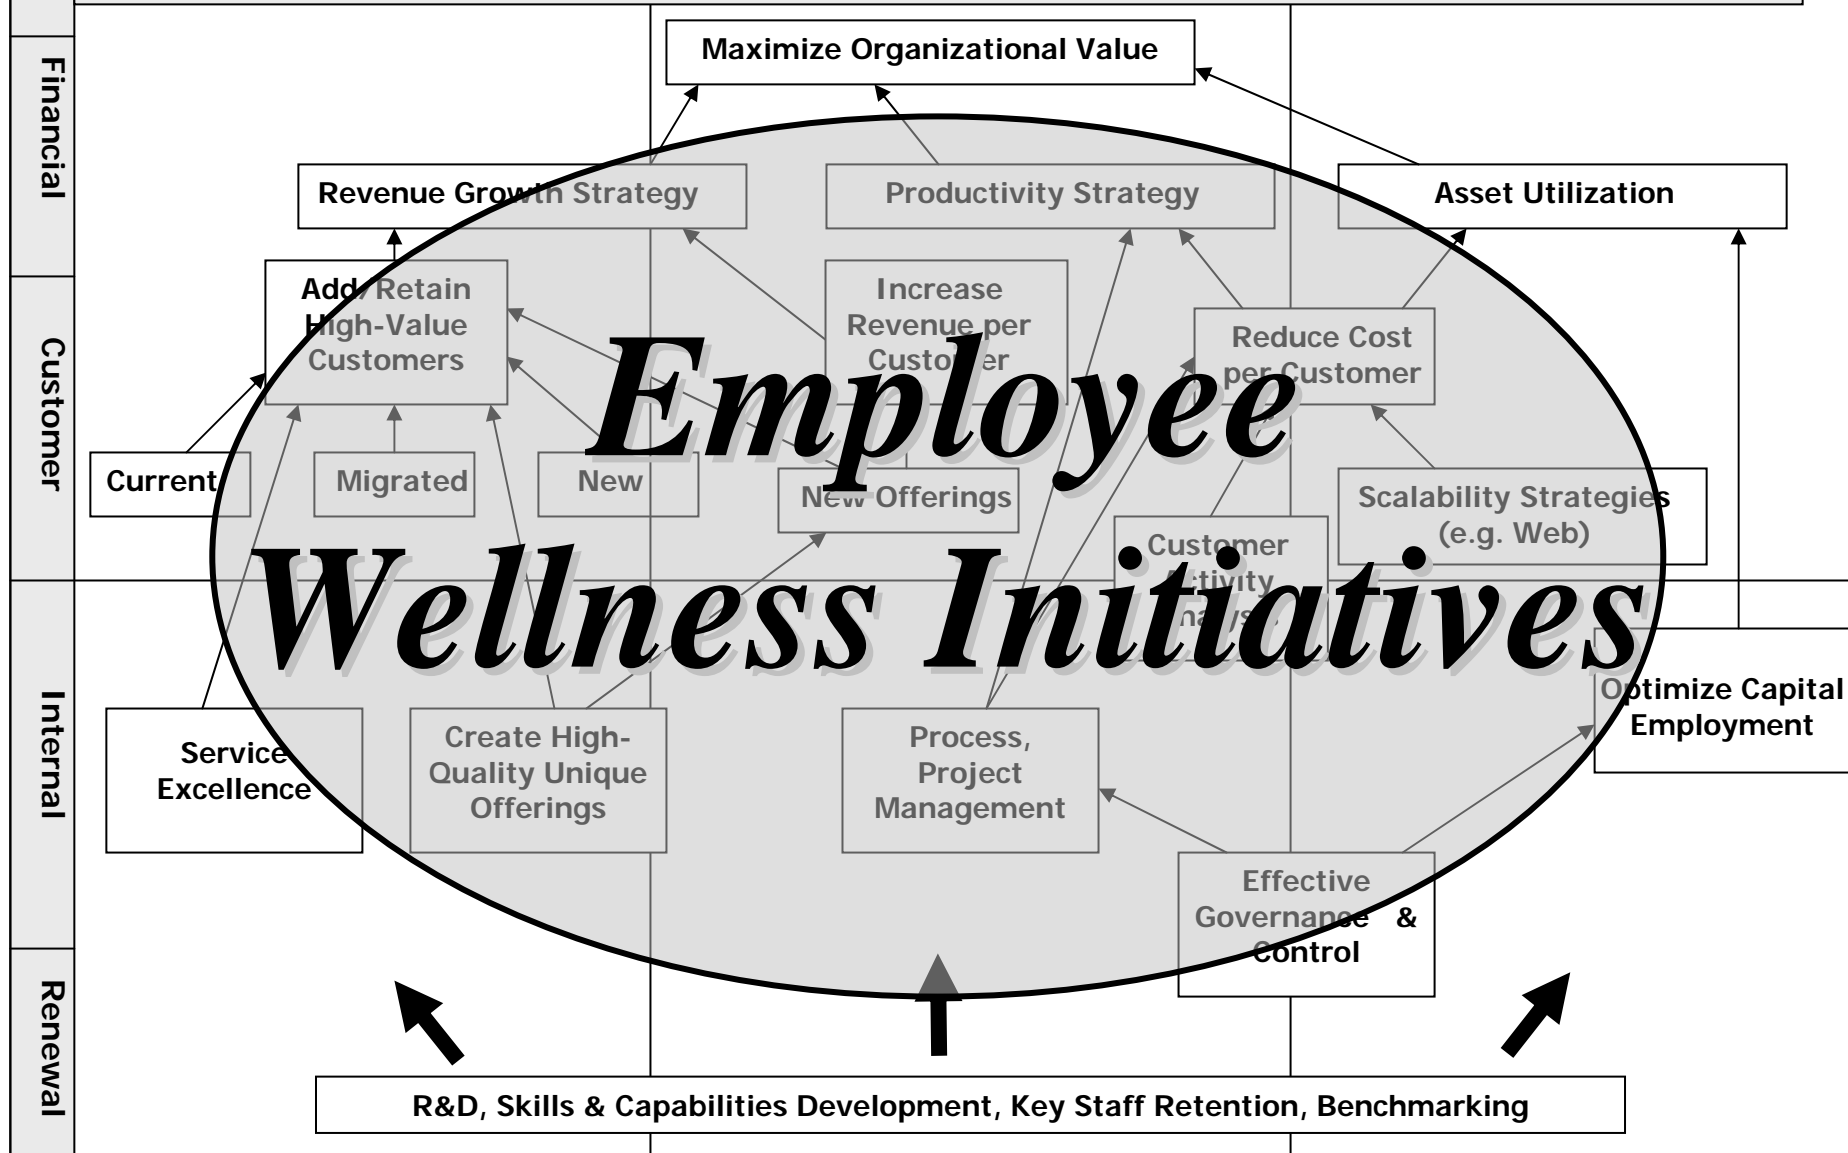 Financial
Maximize Organizational Value
Revenue Growth Strategy
Productivity Strategy
Asset Utilization
Customer
Add/Retain
High-Value
Customers
Increase
Revenue per
Customer
Reduce Cost
per Customer
Employee
Current
Migrated
New
New Offerings
Scalability Strategies
(e.g. Web)
Customer
Activity
Analysis
Wellness Initiatives
Internal
Optimize Capital
Employment
Service
Excellence
Create High-
Quality Unique
Offerings
Process,
Project
Management
Effective
Governance &
Control
Renewal
R&D, Skills & Capabilities Development, Key Staff Retention, Benchmarking